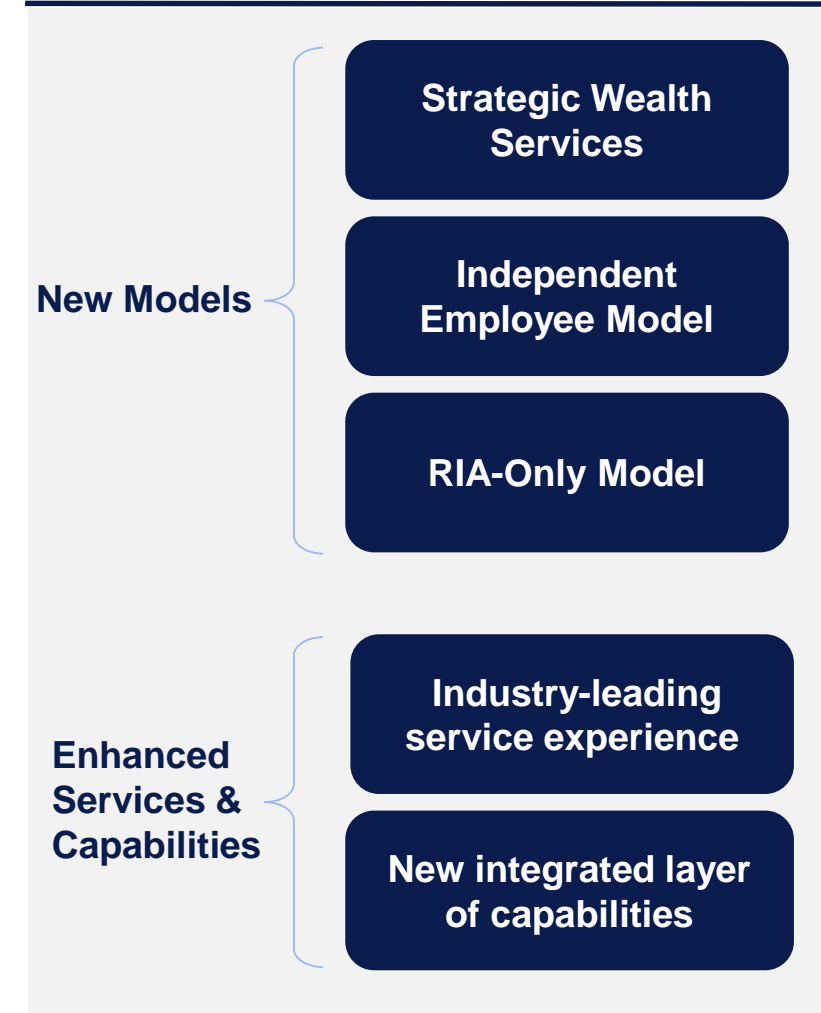 New Models
Strategic Wealth
Services
Independent
Employee Model
RIA-Only Model
Enhanced
Services &
Capabilities
Industry-leading
service experience
New integrated layer
of capabilities